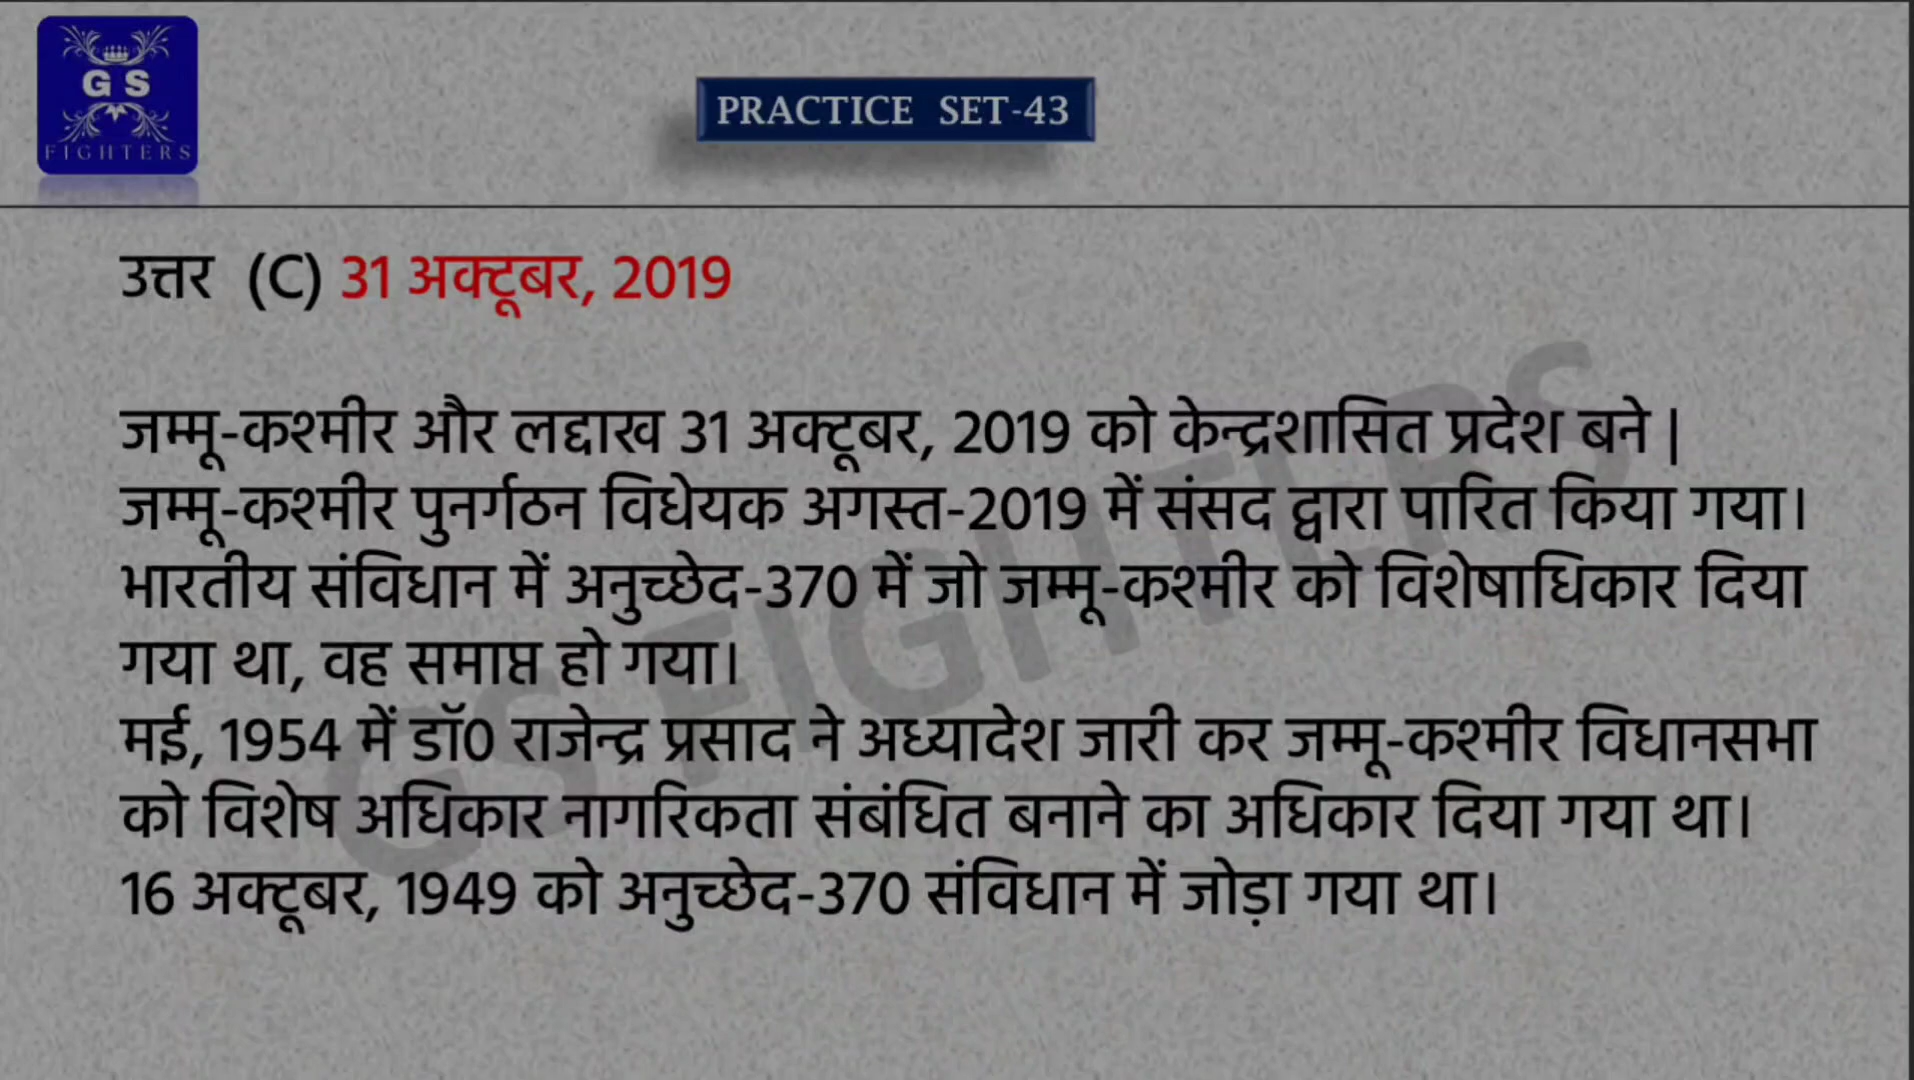 GS
FIGHTERS
PRACTICE SET-43
उत्तर (C) 31 अक्टूबर, 2019
जम्मू-कश्मीर और लद्दाख 31 अक्टूबर, 2019 को केन्द्रशासित प्रदेश बने |
जम्मू-कश्मीर पुनर्गठन विधेयक अगस्त-2019 में संसद द्वारा पारित किया गया।
भारतीय संविधान में अनुच्छेद-370 में जो जम्मू-कश्मीर को विशेषाधिकार दिया
गया था, वह समाप्त हो गया।
मई, 1954 में डॉ0 राजेन्द्र प्रसाद ने अध्यादेश जारी कर जम्मू-कश्मीर विधानसभा
को विशेष अधिकार नागरिकता संबंधित बनाने का अधिकार दिया गया था।
16 अक्टूबर, 1949 को अनुच्छेद-370 संविधान में जोड़ा गया था।
GS FIGHTERS